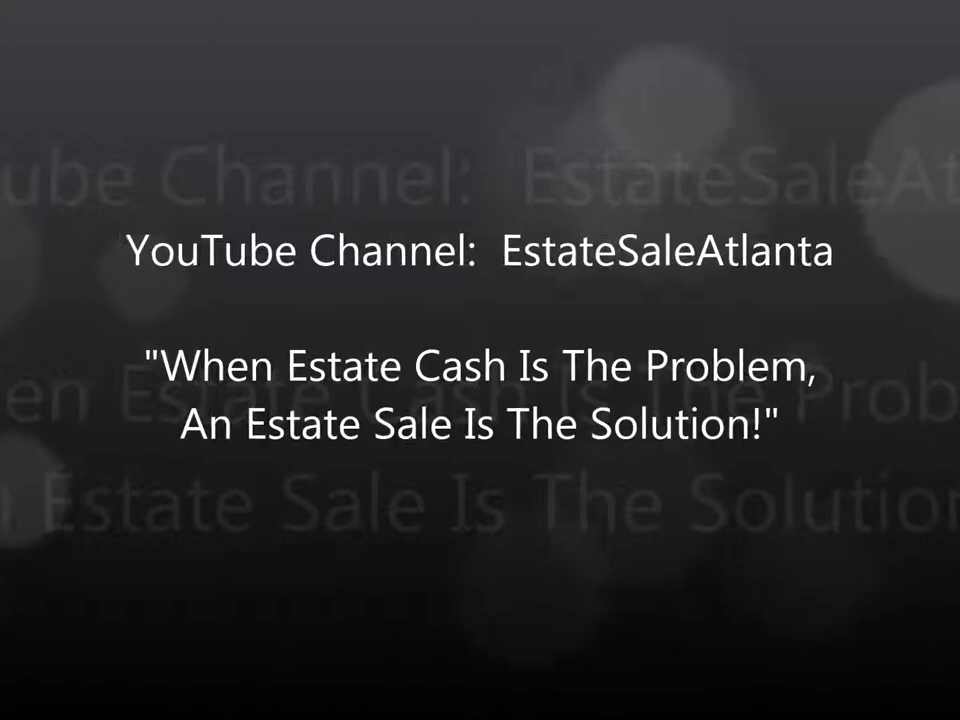 YouTube Channel:  EstateSaleAtlanta
"When Estate Cash Is The Problem,
An Estate Sale Is The Solution!"